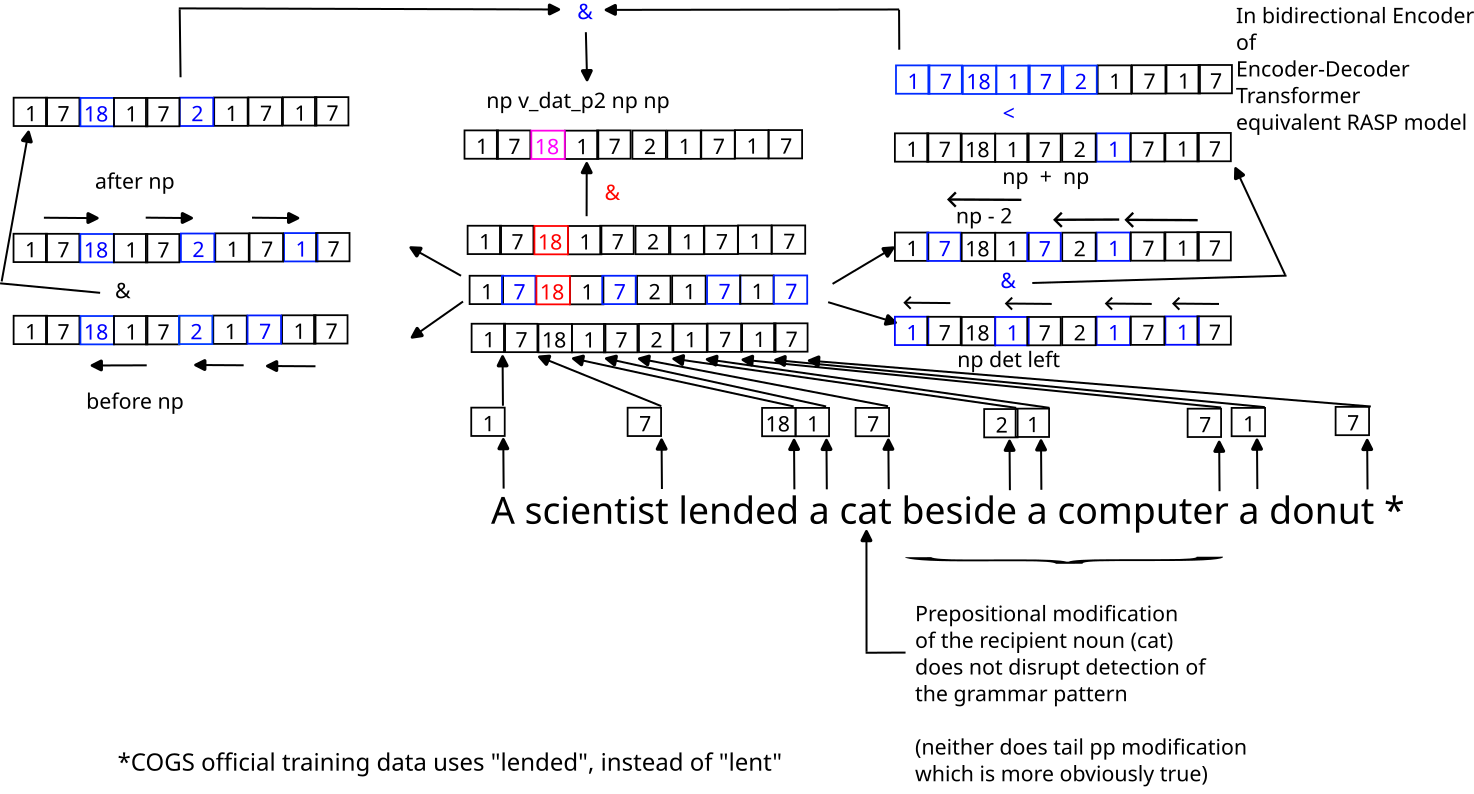 &
In bidirectional Encoder
of
Encoder-Decoder
Transformer
equivalent RASP model
1 7 18 1 7 2 1 7 1 7
<
1 7 18 1 7 2 1 7 1 7
np + np
np v_dat_p2 np np
1 7 18 1 7 2 1 7 1 7
&
1 7 18 1 7 2 1 7 1 7
after np
1 7 18 1 7 2 1 7 1 7
&
1 7 18 1 7 2 1 7 1 7
before np
1 7 18 1 7 2 1 7 1 7
1 7 18 1 7 2 1 7 1 7
1 7 18 1 7 2 1 7 1 7
np - 2
1 7 18 1 7 2 1 7 1 7
&
1 7 18 1 7 2 1 7 1 7
np det left
1 7 18 1 7 2 1 7 1 7
A scientist lended a cat beside a computer a donut *
Prepositional modification
of the recipient noun (cat)
does not disrupt detection of
the grammar pattern
(neither does tail pp modification
which is more obviously true)
*COGS official training data uses "lended", instead of "lent"